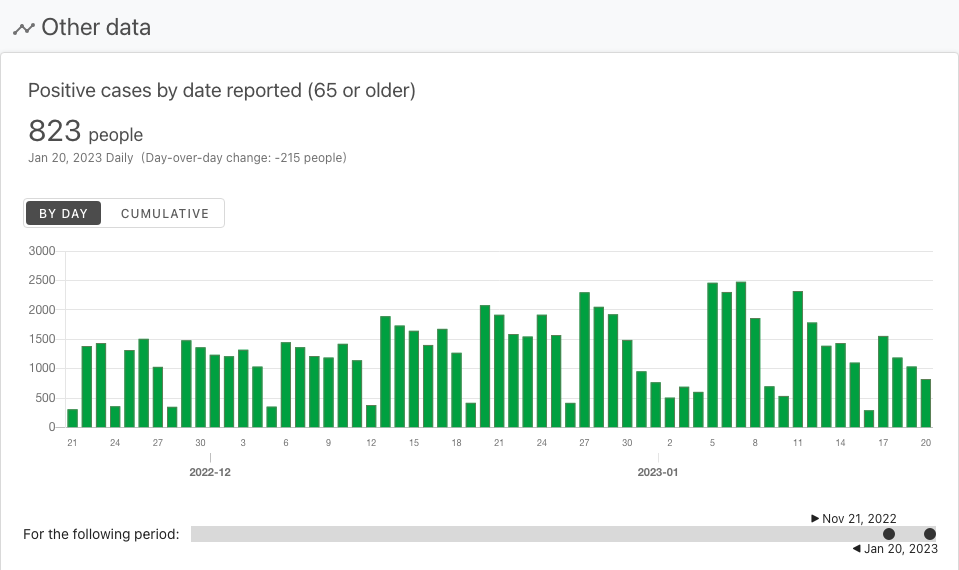 Other data
Positive cases by date reported (65 or older)
823 people
Jan 20, 2023 Daily (Day-over-day change: -215 people)
BY DAY CUMULATIVE
3000
2500
2000
1500
1000
500
0
21 24 27 30 3 6 9 12 15 18 21 24 27 30 2 5 8 11 14 17 20
2022-12 2023-01
▶ Nov 21, 2022
For the following period:
◀ Jan 20, 2023